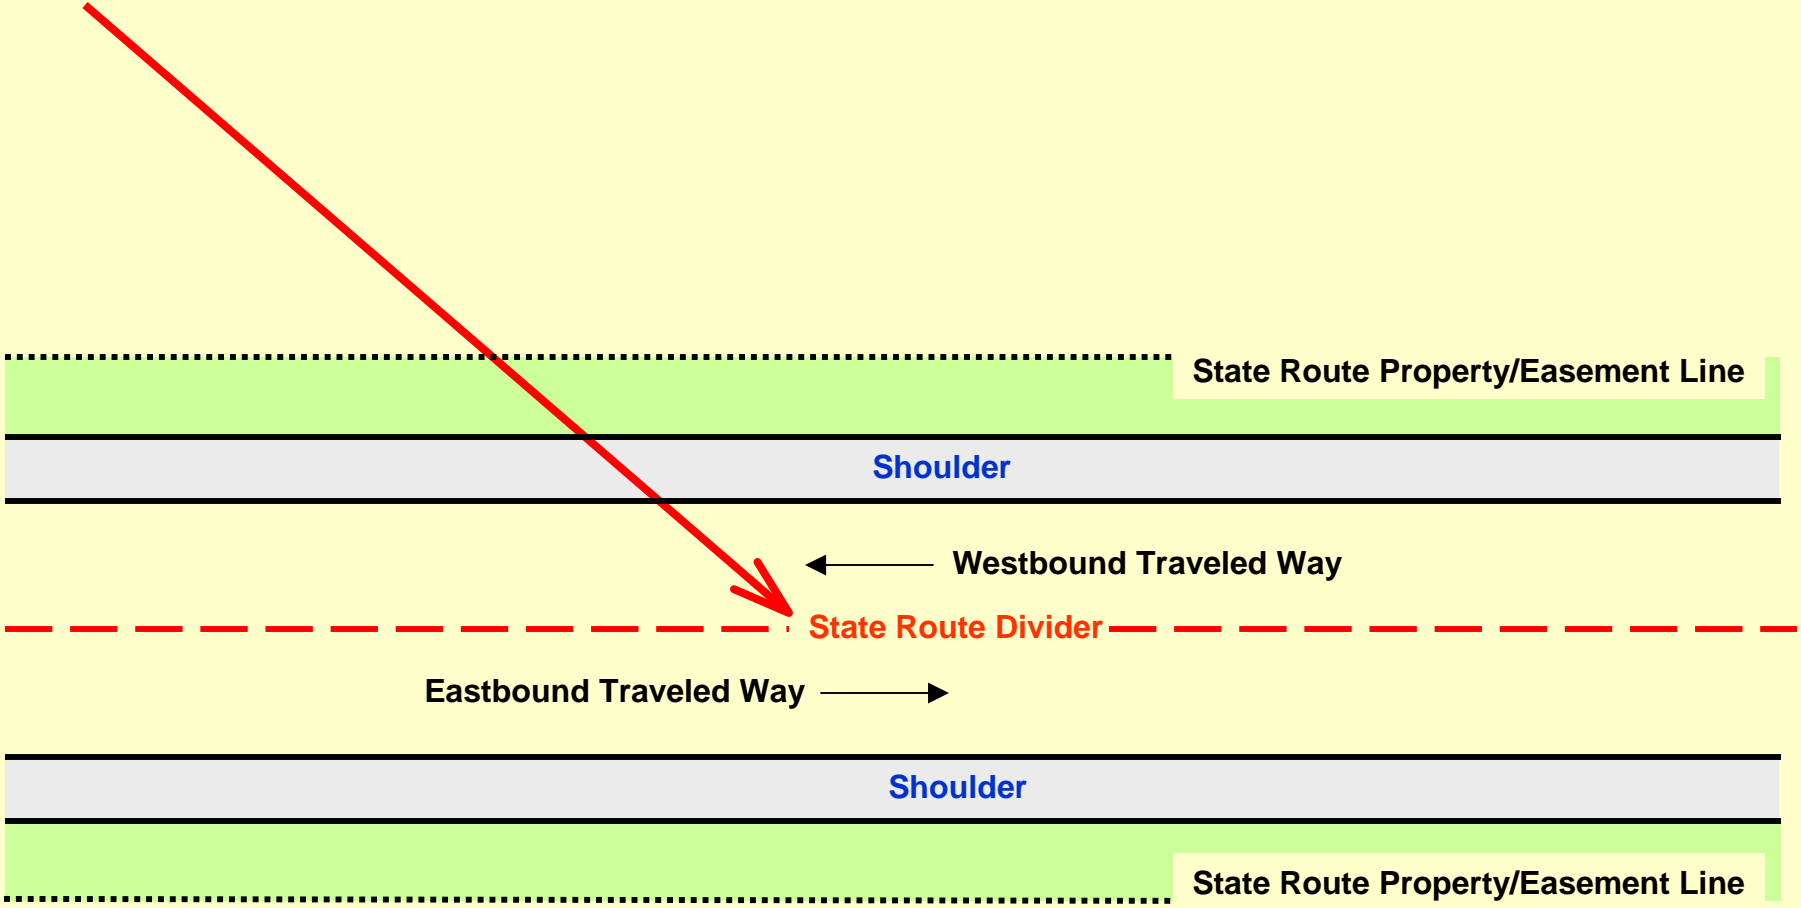 State Route Property/Easement Line
Shoulder
Westbound Traveled Way
State Route Divider
Eastbound Traveled Way
Shoulder
State Route Property/Easement Line